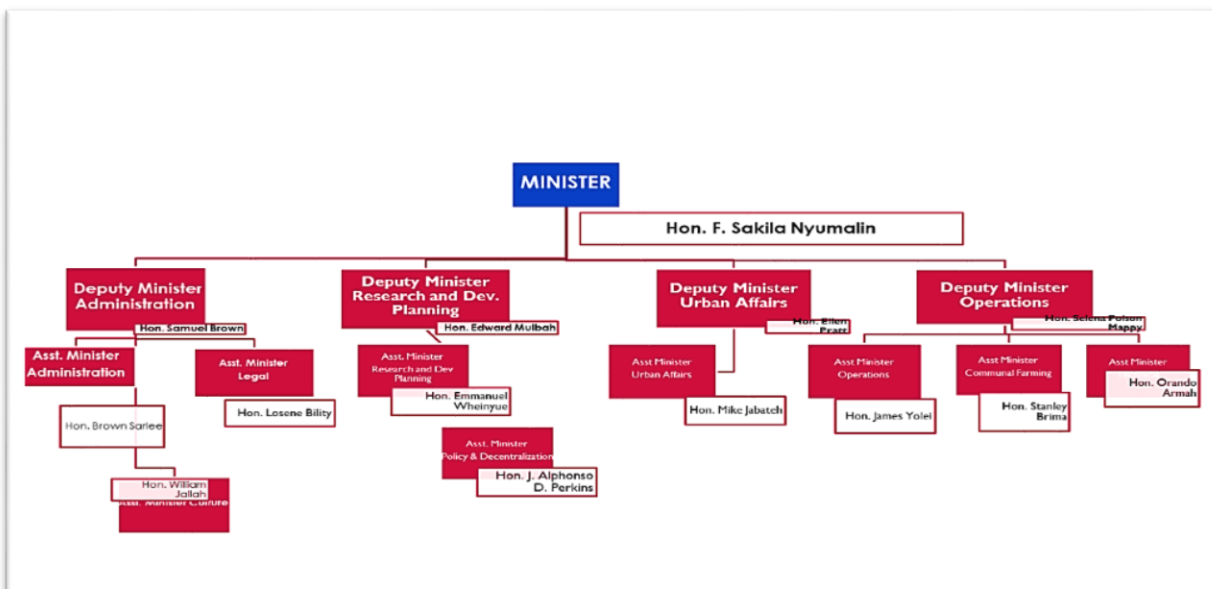 MINISTER
Hon. F. Sakila Nyumalin
Deputy Minister
Administration
Hon. Samuel Brown
Deputy Minister
Research and Dev.
Planning
Hon. Edward Mulbah
Deputy Minister
Urban Affairs
Hon. Ellen
Pratt
Deputy Minister
Operations
Hon. Selena Polson
Mappy
Asst. Minister
Administration
Hon. Brown Sarlee
Hon. William
Jallah
Asst. Minister Culture
Asst. Minister
Legal
Hon. Losene Bility
Asst. Minister
Research and Dev
Planning
Hon. Emmanuel
Wheinyue
Asst. Minister
Policy & Decentralization
Hon. J. Alphonso
D. Perkins
Asst Minister
Urban Affairs
Hon. Mike Jabateh
Asst Minister
Operations
Hon. James Yolei
Asst Minister
Communal Farming
Hon. Stanley
Brima
Asst Minister
Hon. Orando
Armah